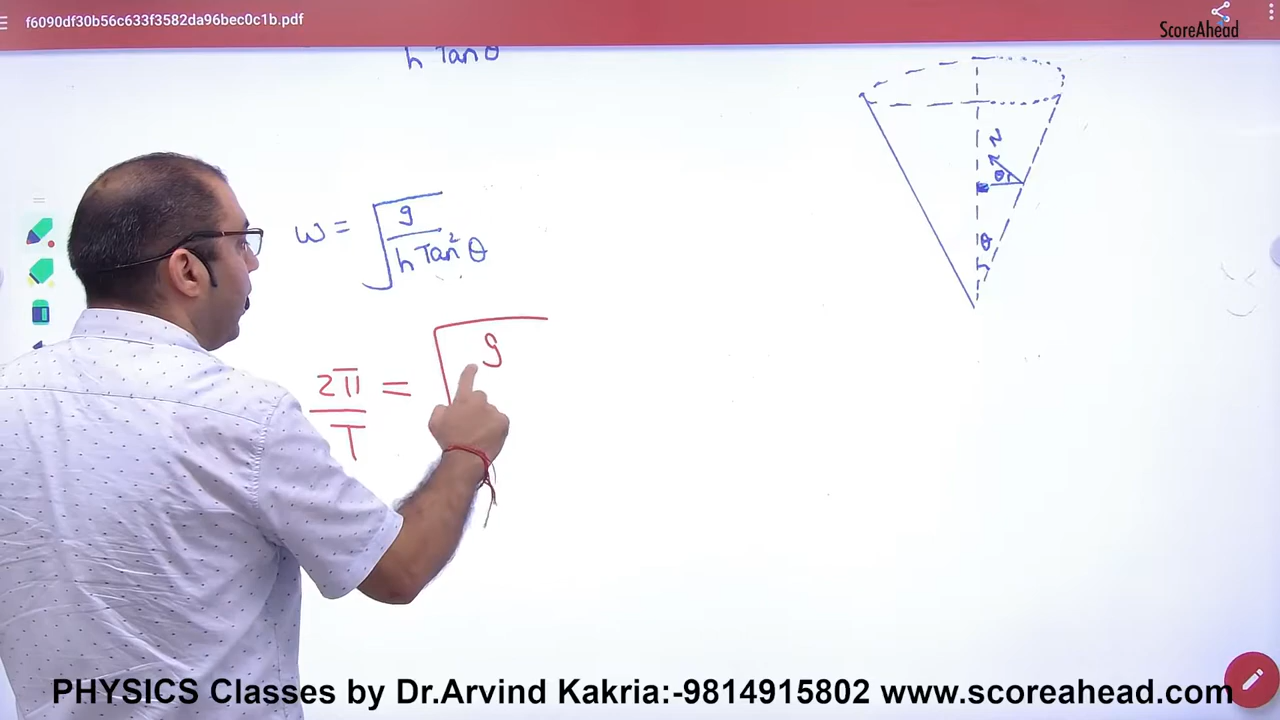 f6090df30b56c633f3582da96bec0c1b.pdf
ScoreAhead
h Tanθ
N
θ
θ
h
ω = √(g / h Tan²θ)
2π / T = √ g
PHYSICS Classes by Dr.Arvind Kakria:-9814915802 www.scoreahead.com